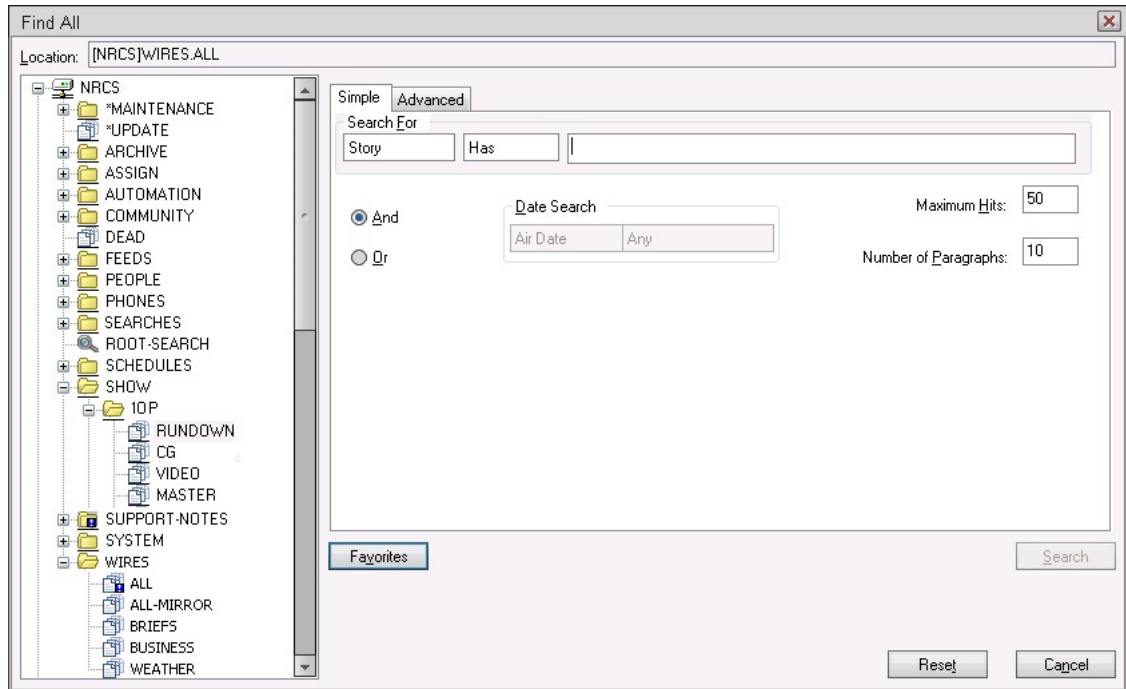 Find All
Location: [NRCS]WIRES.ALL
NRCS
*MAINTENANCE
*UPDATE
ARCHIVE
ASSIGN
AUTOMATION
COMMUNITY
DEAD
FEEDS
PEOPLE
PHONES
SEARCHES
ROOT-SEARCH
SCHEDULES
SHOW
10P
RUNDOWN
CG
VIDEO
MASTER
SUPPORT-NOTES
SYSTEM
WIRES
ALL
ALL-MIRROR
BRIEFS
BUSINESS
WEATHER
Simple Advanced
Search For
Story Has
And
Or
Date Search
Air Date Any
Maximum Hits: 50
Number of Paragraphs: 10
Favorites Search
Reset Cancel